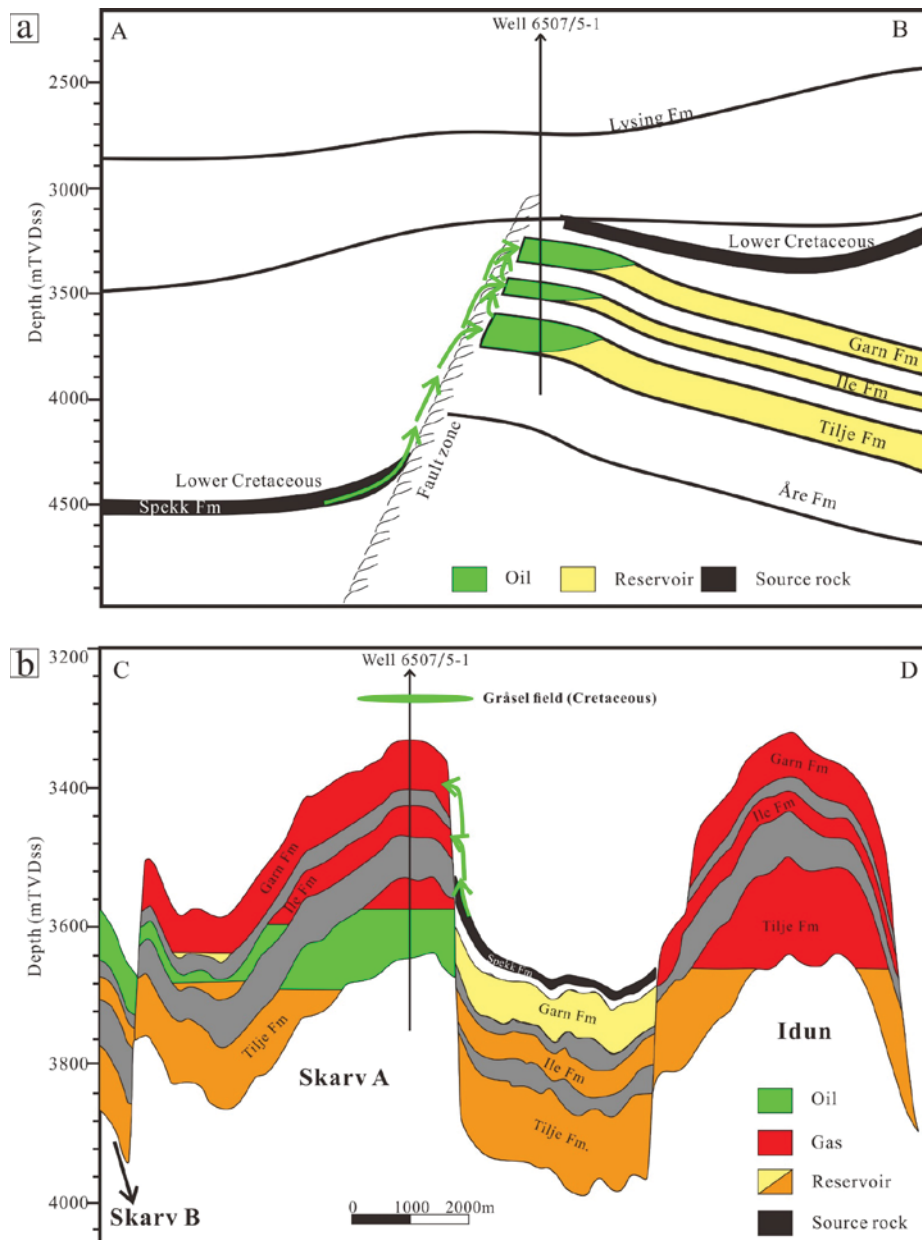 a
A
Well 6507/5-1
B
2500
Lysing Fm
3000
Lower Cretaceous
3500
Depth (mTVDss)
Garn Fm
Ile Fm
4000
Tilje Fm
Fault zone
Lower Cretaceous
4500
Spekk Fm
Åre Fm
Oil
Reservoir
Source rock
b
3200
C
Well 6507/5-1
D
Gråsel field (Cretaceous)
3400
Garn Fm
Ile Fm
Garn Fm
Ile Fm
Depth (mTVDss)
3600
Tilje Fm
Spekk Fm
Garn Fm
Tilje Fm
Ile Fm
Idun
3800
Skarv A
Tilje Fm.
Oil
Gas
Reservoir
4000
Skarv B
0
1000
2000m
Source rock